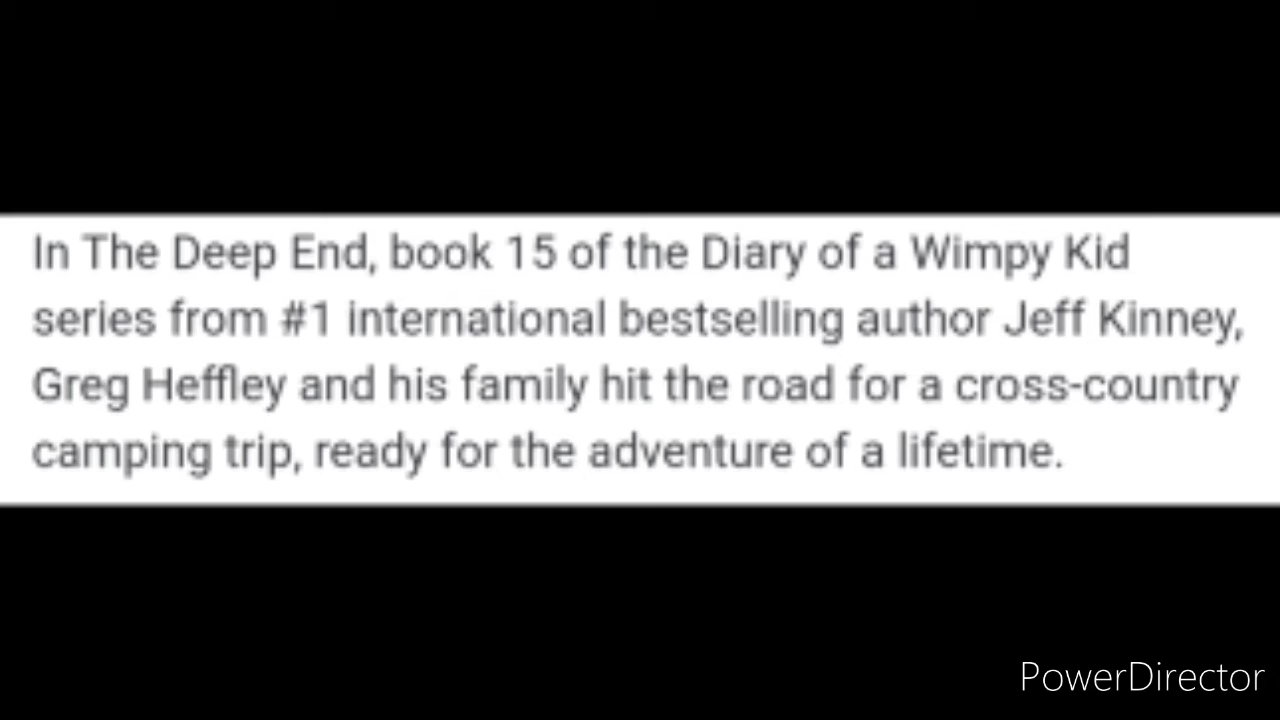 In The Deep End, book 15 of the Diary of a Wimpy Kid
series from #1 international bestselling author Jeff Kinney,
Greg Heffley and his family hit the road for a cross-country
camping trip, ready for the adventure of a lifetime.
PowerDirector